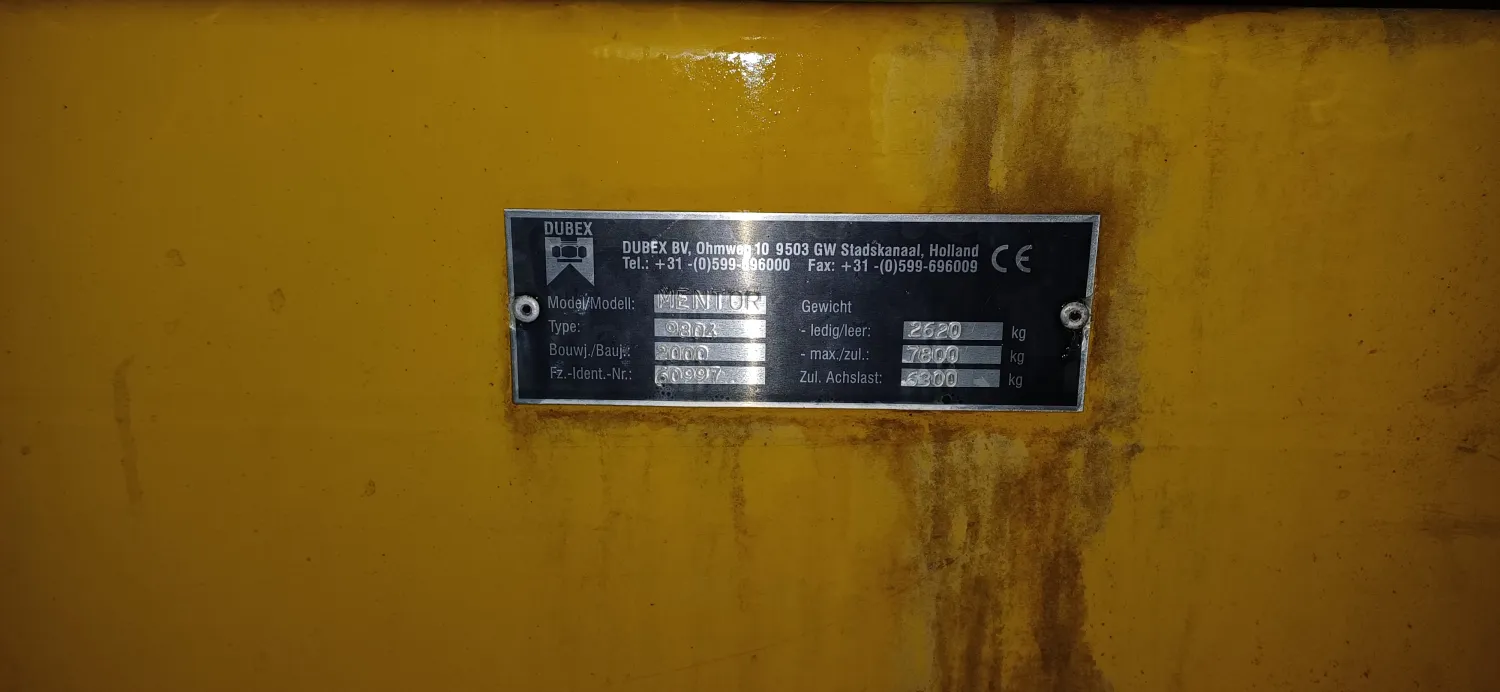 DUBEX
DUBEX BV, Ohmweg 10 9503 GW Stadskanaal, Holland
Tel.: +31 -(0)599-696000 Fax: +31 -(0)599-696009 CE
Model/Modell: MENTOR
Type: 9803
Bouwj./Bauj.: 2000
Fz.-Ident.-Nr.: 60997
Gewicht
- ledig/leer: 2620 kg
- max./zul.: 7800 kg
Zul. Achslast: 6300 kg